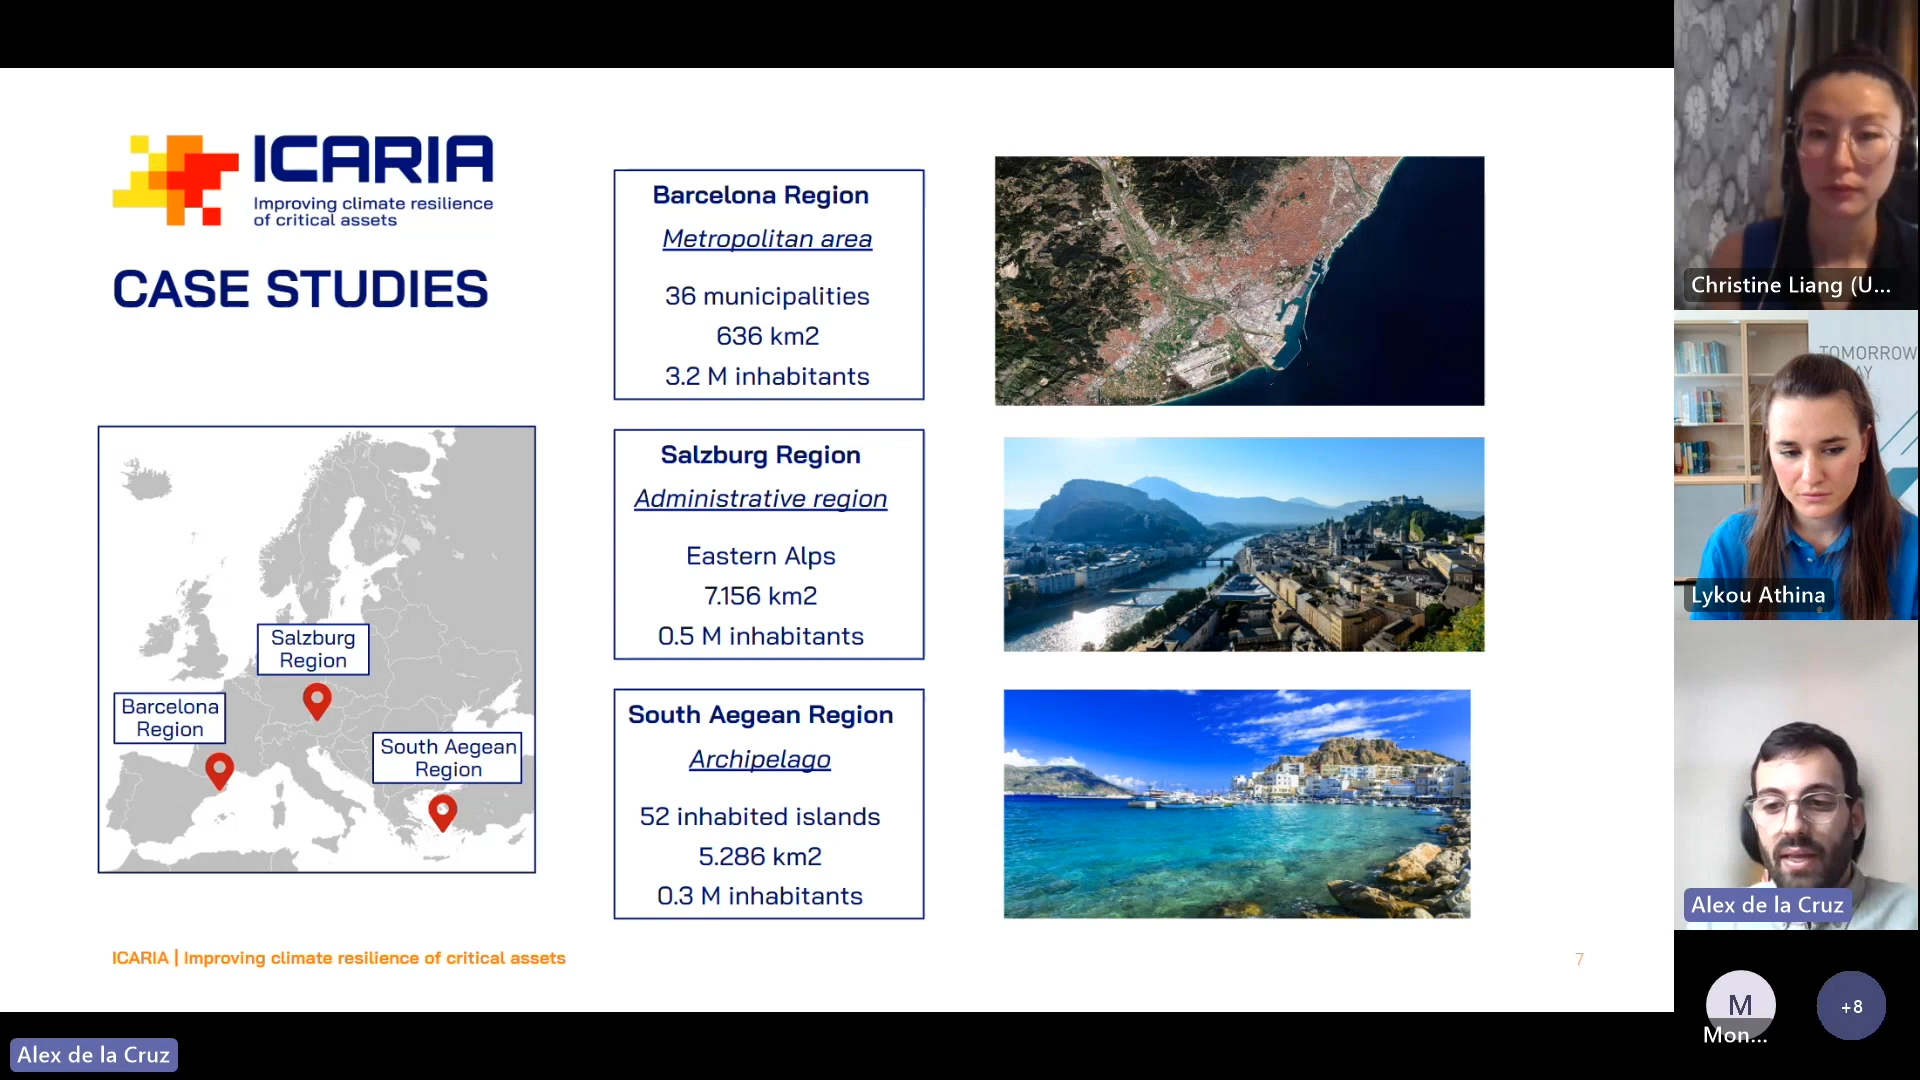 ICARIA
Improving climate resilience
of critical assets
CASE STUDIES
Barcelona Region
Metropolitan area
36 municipalities
636 km2
3.2 M inhabitants
Salzburg Region
Administrative region
Eastern Alps
7.156 km2
0.5 M inhabitants
South Aegean Region
Archipelago
52 inhabited islands
5.286 km2
0.3 M inhabitants
Salzburg
Region
Barcelona
Region
South Aegean
Region
ICARIA | Improving climate resilience of critical assets
7
Christine Liang (U...
TOMORROW
AY
Lykou Athina
Alex de la Cruz
M
Mon...
+8
Alex de la Cruz